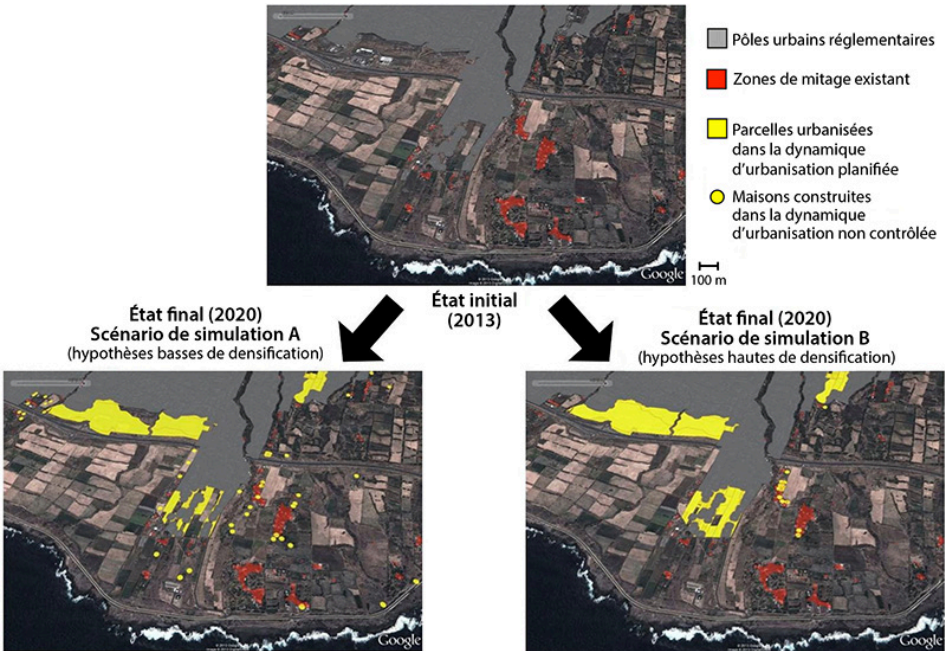 Pôles urbains réglementaires
Zones de mitage existant
Parcelles urbanisées
dans la dynamique
d'urbanisation planifiée
Maisons construites
dans la dynamique
d'urbanisation non contrôlée
Google
100 m
État initial
(2013)
État final (2020)
Scénario de simulation A
(hypothèses basses de densification)
État final (2020)
Scénario de simulation B
(hypothèses hautes de densification)
Google
Google